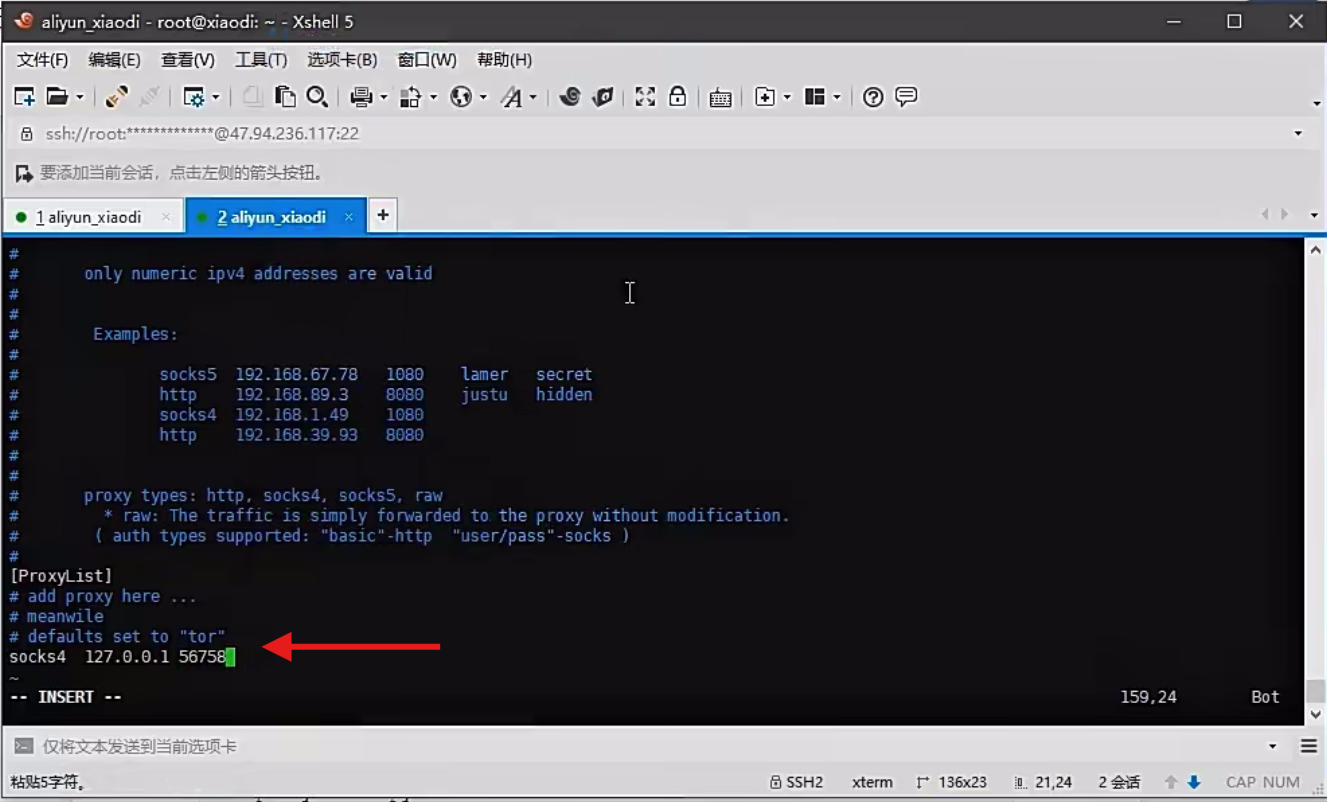 aliyun_xiaodi - root@xiaodi: ~ - Xshell 5
文件(F) 编辑(E) 查看(V) 工具(T) 选项卡(B) 窗口(W) 帮助(H)
ssh://root:*************@47.94.236.117:22
要添加当前会话，点击左侧的箭头按钮。
1 aliyun_xiaodi × 2 aliyun_xiaodi × +
#
# only numeric ipv4 addresses are valid
#
#
# Examples:
#
# socks5 192.168.67.78 1080 lamer secret
# http 192.168.89.3 8080 justu hidden
# socks4 192.168.1.49 1080
# http 192.168.39.93 8080
#
#
# proxy types: http, socks4, socks5, raw
# * raw: The traffic is simply forwarded to the proxy without modification.
# ( auth types supported: "basic"-http "user/pass"-socks )
#
[ProxyList]
# add proxy here ...
# meanwile
# defaults set to "tor"
socks4 127.0.0.1 56758
~
-- INSERT -- 159,24 Bot
仅将文本发送到当前选项卡
粘贴5字符。 SSH2 xterm 136x23 21,24 2 会话 CAP NUM